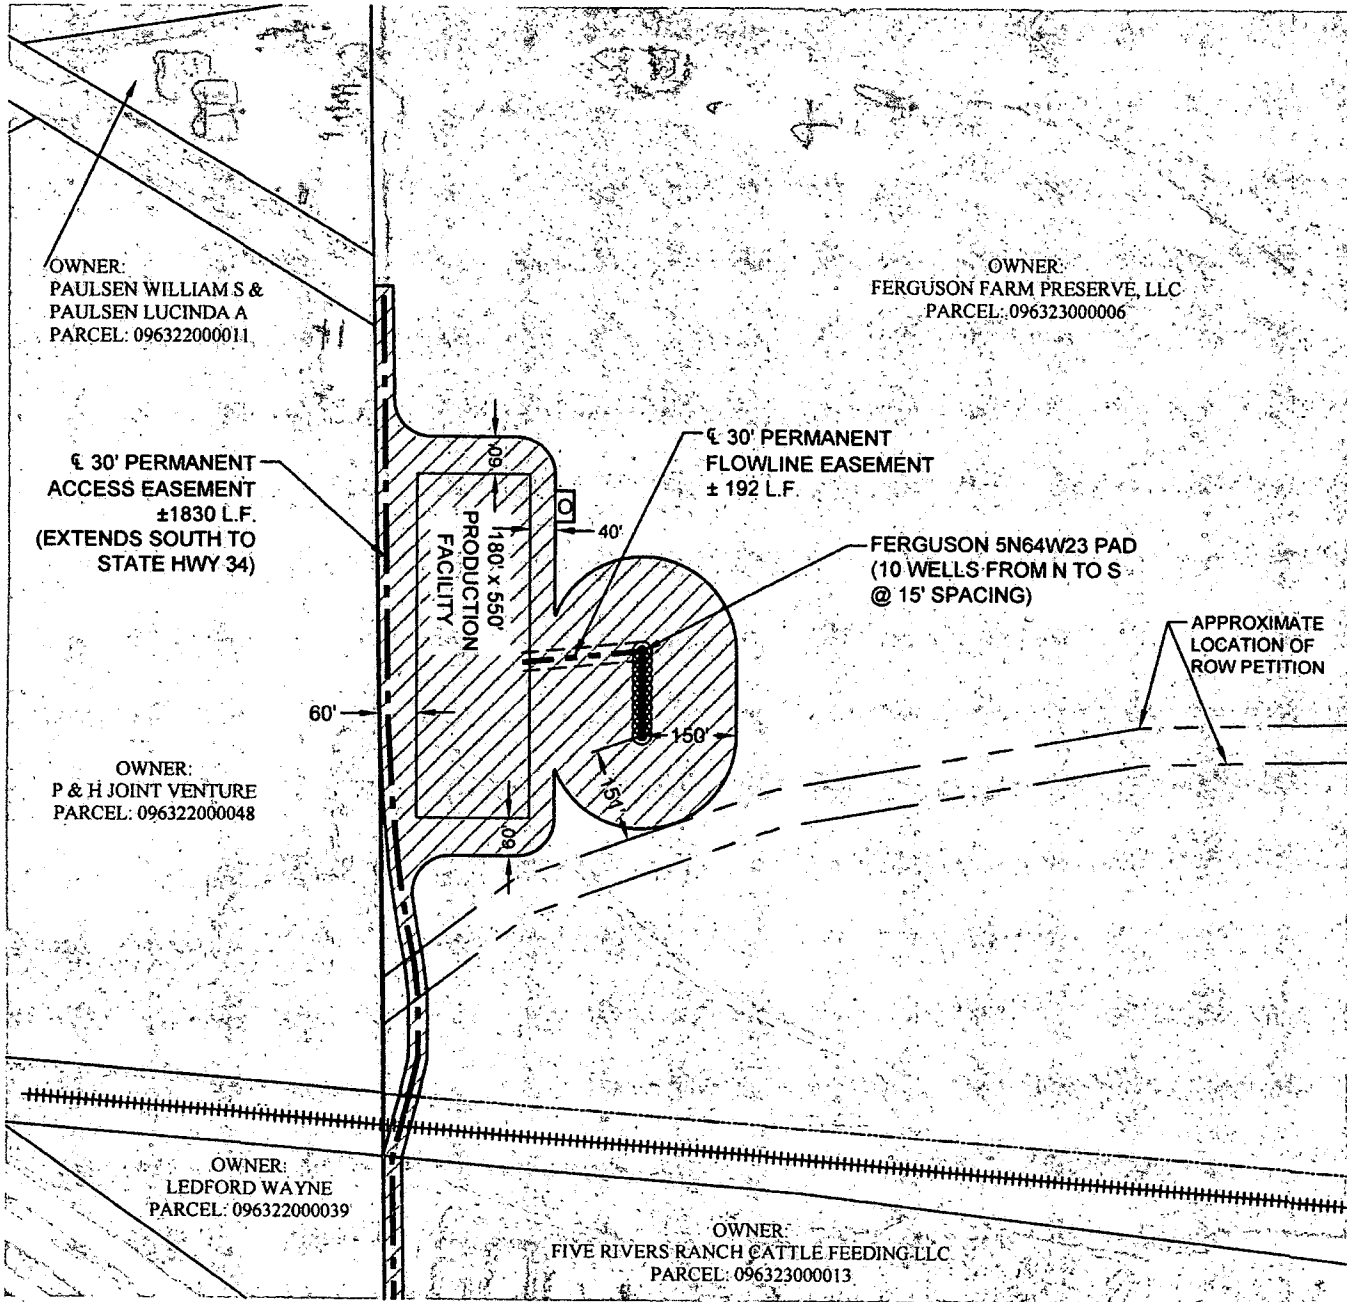 OWNER:
PAULSEN WILLIAM S &
PAULSEN LUCINDA A
PARCEL: 096322000011
OWNER:
FERGUSON FARM PRESERVE, LLC
PARCEL: 096323000006
℄ 30' PERMANENT
ACCESS EASEMENT
±1830 L.F.
(EXTENDS SOUTH TO
STATE HWY 34)
60'
℄ 30' PERMANENT
FLOWLINE EASEMENT
± 192 L.F.
40'
180' x 550'
PRODUCTION
FACILITY
FERGUSON 5N64W23 PAD
(10 WELLS FROM N TO S
@ 15' SPACING)
APPROXIMATE
LOCATION OF
ROW PETITION
60'
150'
151'
60'
OWNER:
P & H JOINT VENTURE
PARCEL: 096322000048
OWNER:
LEDFORD WAYNE
PARCEL: 096322000039
OWNER:
FIVE RIVERS RANCH CATTLE FEEDING LLC
PARCEL: 096323000013